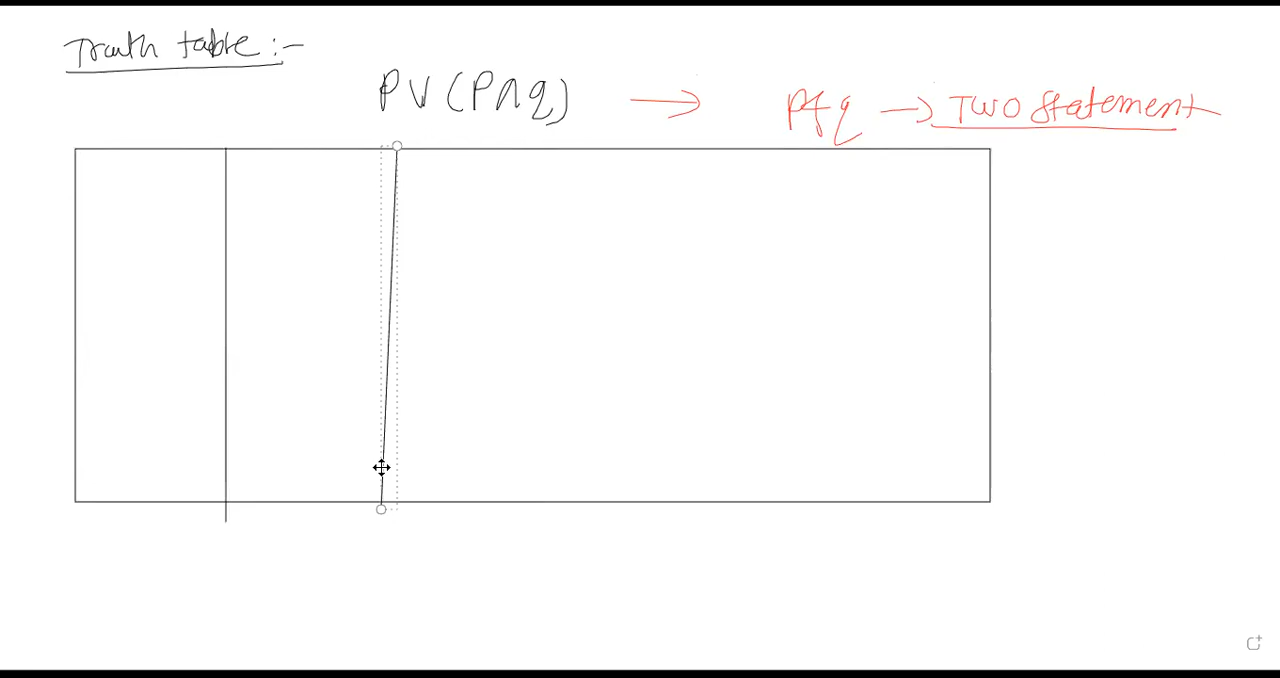 Truth table :-
P V (P ∧ q) → P & q → Two Statement